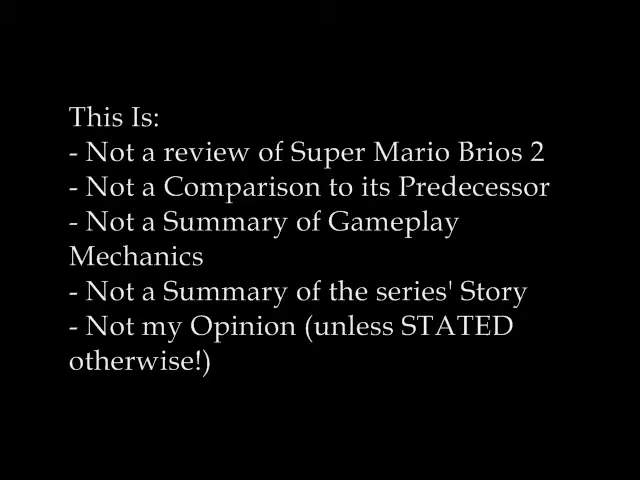 This Is:
- Not a review of Super Mario Brios 2
- Not a Comparison to its Predecessor
- Not a Summary of Gameplay
Mechanics
- Not a Summary of the series' Story
- Not my Opinion (unless STATED
otherwise!)